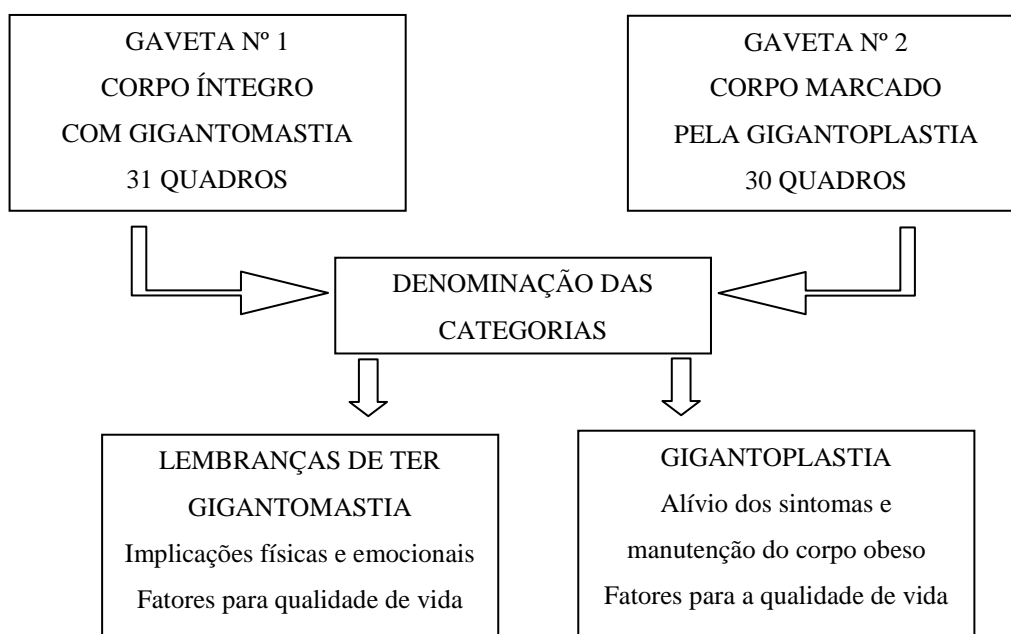 GAVETA Nº 1
CORPO ÍNTEGRO
COM GIGANTOMASTIA
31 QUADROS
GAVETA Nº 2
CORPO MARCADO
PELA GIGANTOPLASTIA
30 QUADROS
DENOMINAÇÃO DAS
CATEGORIAS
LEMBRANÇAS DE TER
GIGANTOMASTIA
Implicações físicas e emocionais
Fatores para qualidade de vida
GIGANTOPLASTIA
Alívio dos sintomas e
manutenção do corpo obeso
Fatores para a qualidade de vida